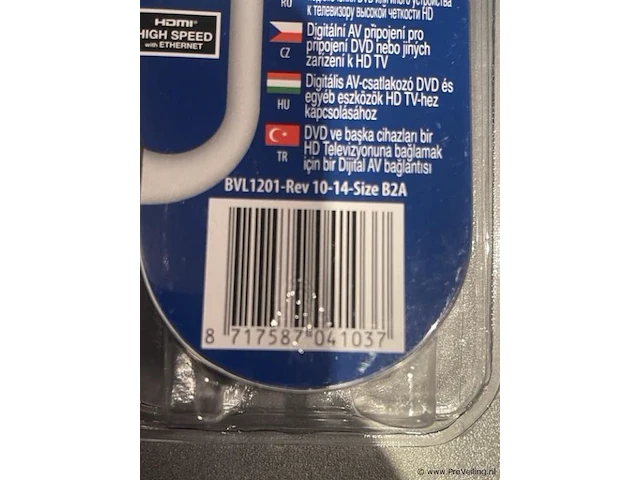 RU
к телевизору высокой четкости HD
HDMI
HIGH SPEED
with ETHERNET
CZ
Digitální AV připojení pro
připojení DVD nebo jiných
zařízení k HD TV
HU
Digitális AV-csatlakozó DVD és
egyéb eszközök HD TV-hez
kapcsolásához
TR
DVD ve başka cihazları bir
HD Televizyonuna bağlamak
için bir Dijital AV bağlantısı
BVL1201-Rev 10-14-Size B2A
8 717587 041037
© www.PreVeiling.nl